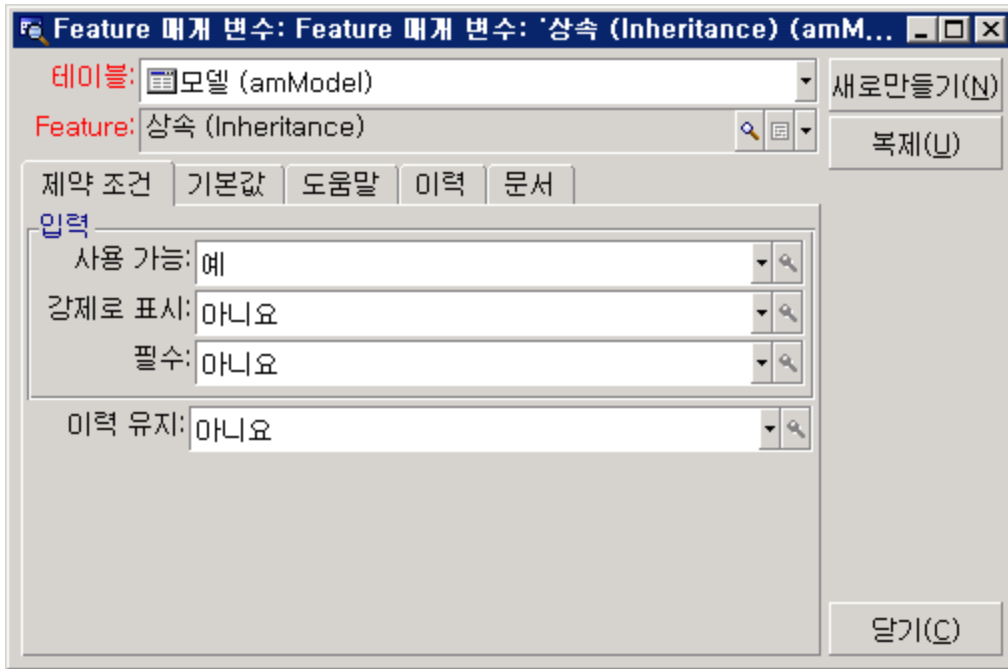 Feature 매개 변수: Feature 매개 변수: '상속 (Inheritance) (amM...
테이블: 모델 (amModel)
새로만들기(N)
Feature: 상속 (Inheritance)
복제(U)
제약 조건 기본값 도움말 이력 문서
입력
사용 가능: 예
강제로 표시: 아니요
필수: 아니요
이력 유지: 아니요
닫기(C)